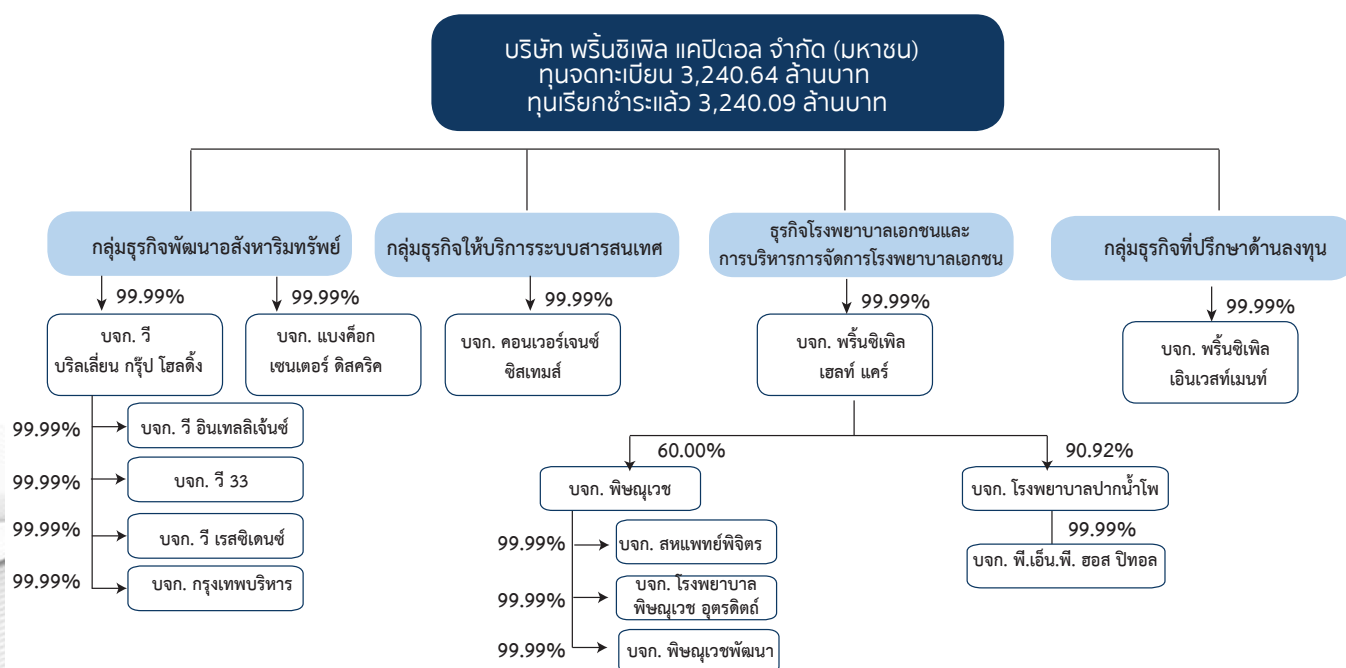 บริษัท พริ้นซิเพิล แคปิตอล จำกัด (มหาชน)
ทุนจดทะเบียน 3,240.64 ล้านบาท
ทุนเรียกชำระแล้ว 3,240.09 ล้านบาท
กลุ่มธุรกิจพัฒนาอสังหาริมทรัพย์
กลุ่มธุรกิจให้บริการระบบสารสนเทศ
ธุรกิจโรงพยาบาลเอกชนและ
การบริหารการจัดการโรงพยาบาลเอกชน
กลุ่มธุรกิจที่ปรึกษาด้านลงทุน
99.99%
99.99%
99.99%
99.99%
99.99%
บจก. วี
บริลเลี่ยน กรุ๊ป โฮลดิ้ง
บจก. แบงค็อก
เซนเตอร์ ดิสคริค
บจก. คอนเวอร์เจนซ์
ซิสเทมส์
บจก. พริ้นซิเพิล
เฮลท์ แคร์
บจก. พริ้นซิเพิล
เอินเวสท์เมนท์
99.99%
บจก. วี อินเทลลิเจ้นซ์
99.99%
บจก. วี 33
99.99%
บจก. วี เรสซิเดนซ์
99.99%
บจก. กรุงเทพบริหาร
60.00%
90.92%
บจก. พิษณุเวช
บจก. โรงพยาบาลปากน้ำโพ
99.99%
บจก. สหแพทย์พิจิตร
99.99%
บจก. โรงพยาบาล
พิษณุเวช อุตรดิตถ์
99.99%
บจก. พิษณุเวชพัฒนา
99.99%
บจก. พี.เอ็น.พี. ฮอส ปิทอล